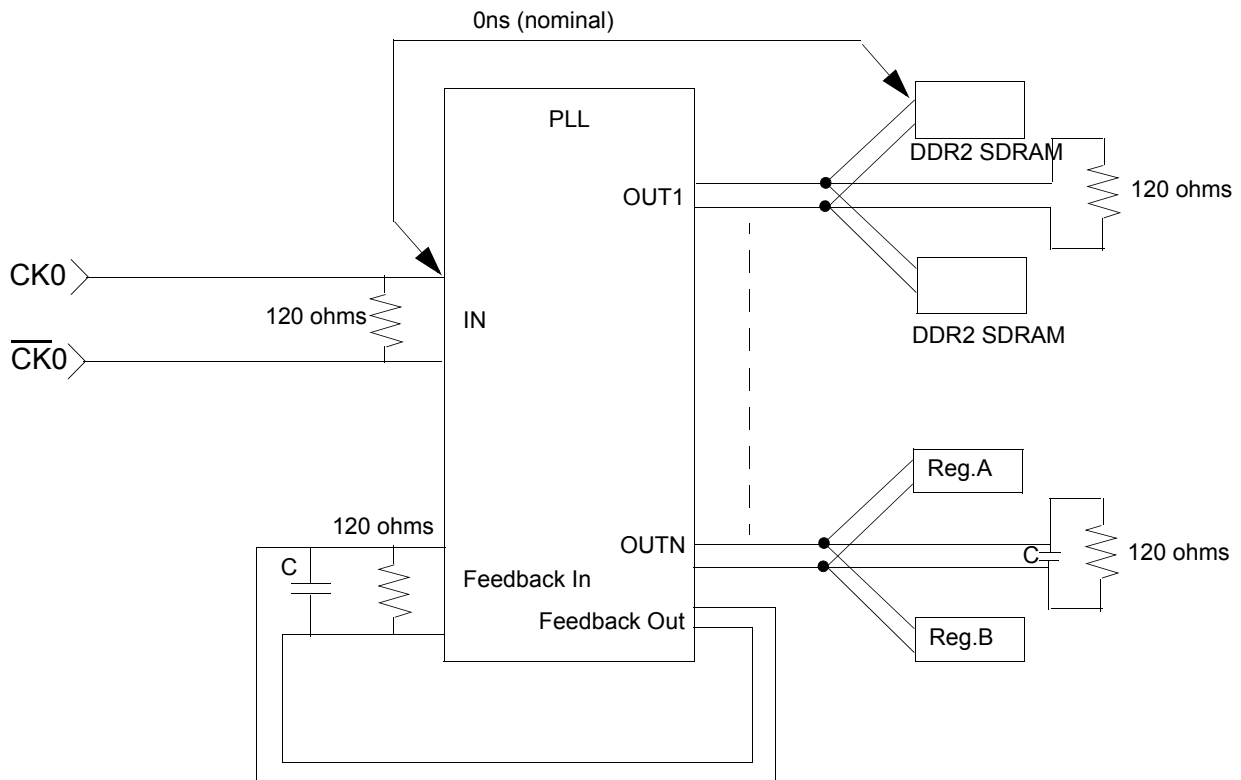 0ns (nominal)
PLL
DDR2 SDRAM
OUT1
120 ohms
CK0
120 ohms
IN
C̅K̅0
DDR2 SDRAM
Reg.A
120 ohms
OUTN
C
120 ohms
C
Feedback In
Feedback Out
Reg.B